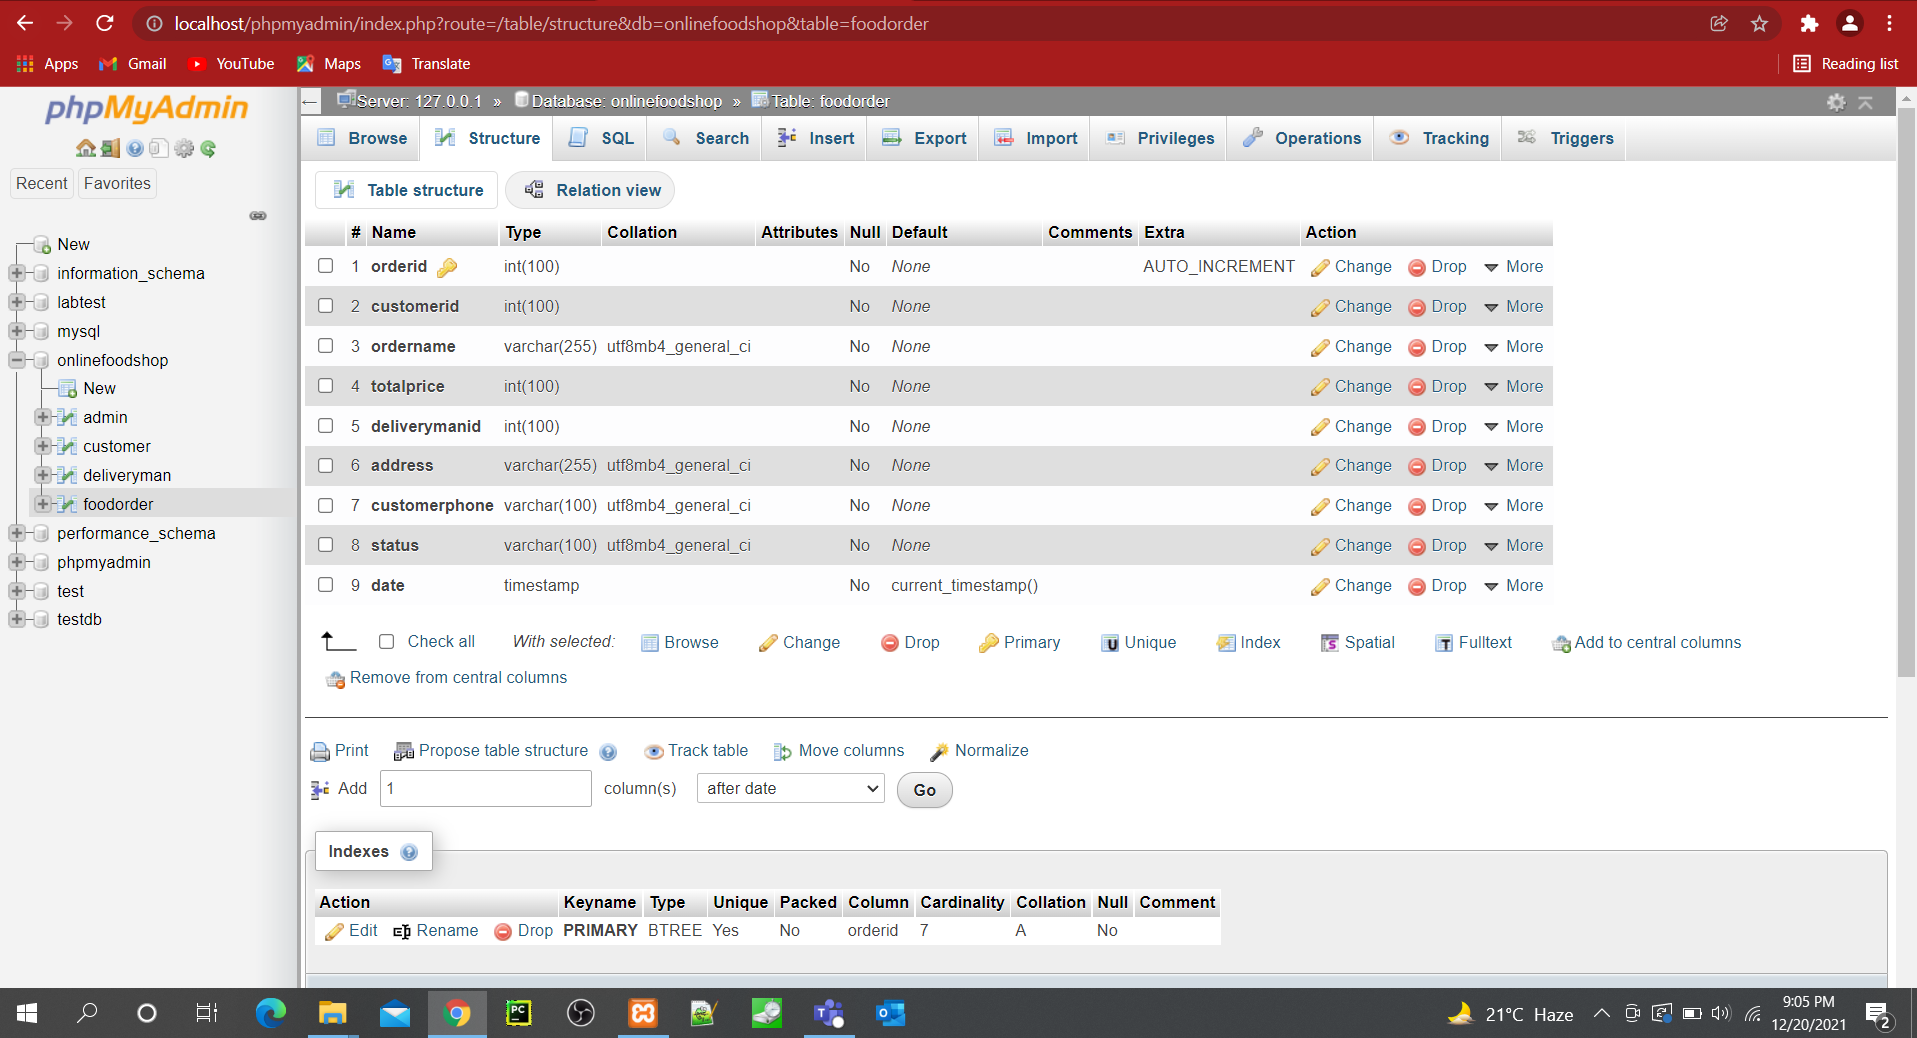 localhost/phpmyadmin/index.php?route=/table/structure&db=onlinefoodshop&table=foodorder
Apps Gmail YouTube Maps Translate Reading list
phpMyAdmin
Recent Favorites
New
information_schema
labtest
mysql
onlinefoodshop
New
admin
customer
deliveryman
foodorder
performance_schema
phpmyadmin
test
testdb
Server: 127.0.0.1 » Database: onlinefoodshop » Table: foodorder
Browse Structure SQL Search Insert Export Import Privileges Operations Tracking Triggers
Table structure Relation view
# Name Type Collation Attributes Null Default Comments Extra Action
1 orderid int(100) No None AUTO_INCREMENT Change Drop More
2 customerid int(100) No None Change Drop More
3 ordername varchar(255) utf8mb4_general_ci No None Change Drop More
4 totalprice int(100) No None Change Drop More
5 deliverymanid int(100) No None Change Drop More
6 address varchar(255) utf8mb4_general_ci No None Change Drop More
7 customerphone varchar(100) utf8mb4_general_ci No None Change Drop More
8 status varchar(100) utf8mb4_general_ci No None Change Drop More
9 date timestamp No current_timestamp() Change Drop More
Check all With selected: Browse Change Drop Primary Unique Index Spatial Fulltext Add to central columns
Remove from central columns
Print Propose table structure Track table Move columns Normalize
Add 1 column(s) after date Go
Indexes
Action Keyname Type Unique Packed Column Cardinality Collation Null Comment
Edit Rename Drop PRIMARY BTREE Yes No orderid 7 A No
21°C Haze
9:05 PM
12/20/2021
2